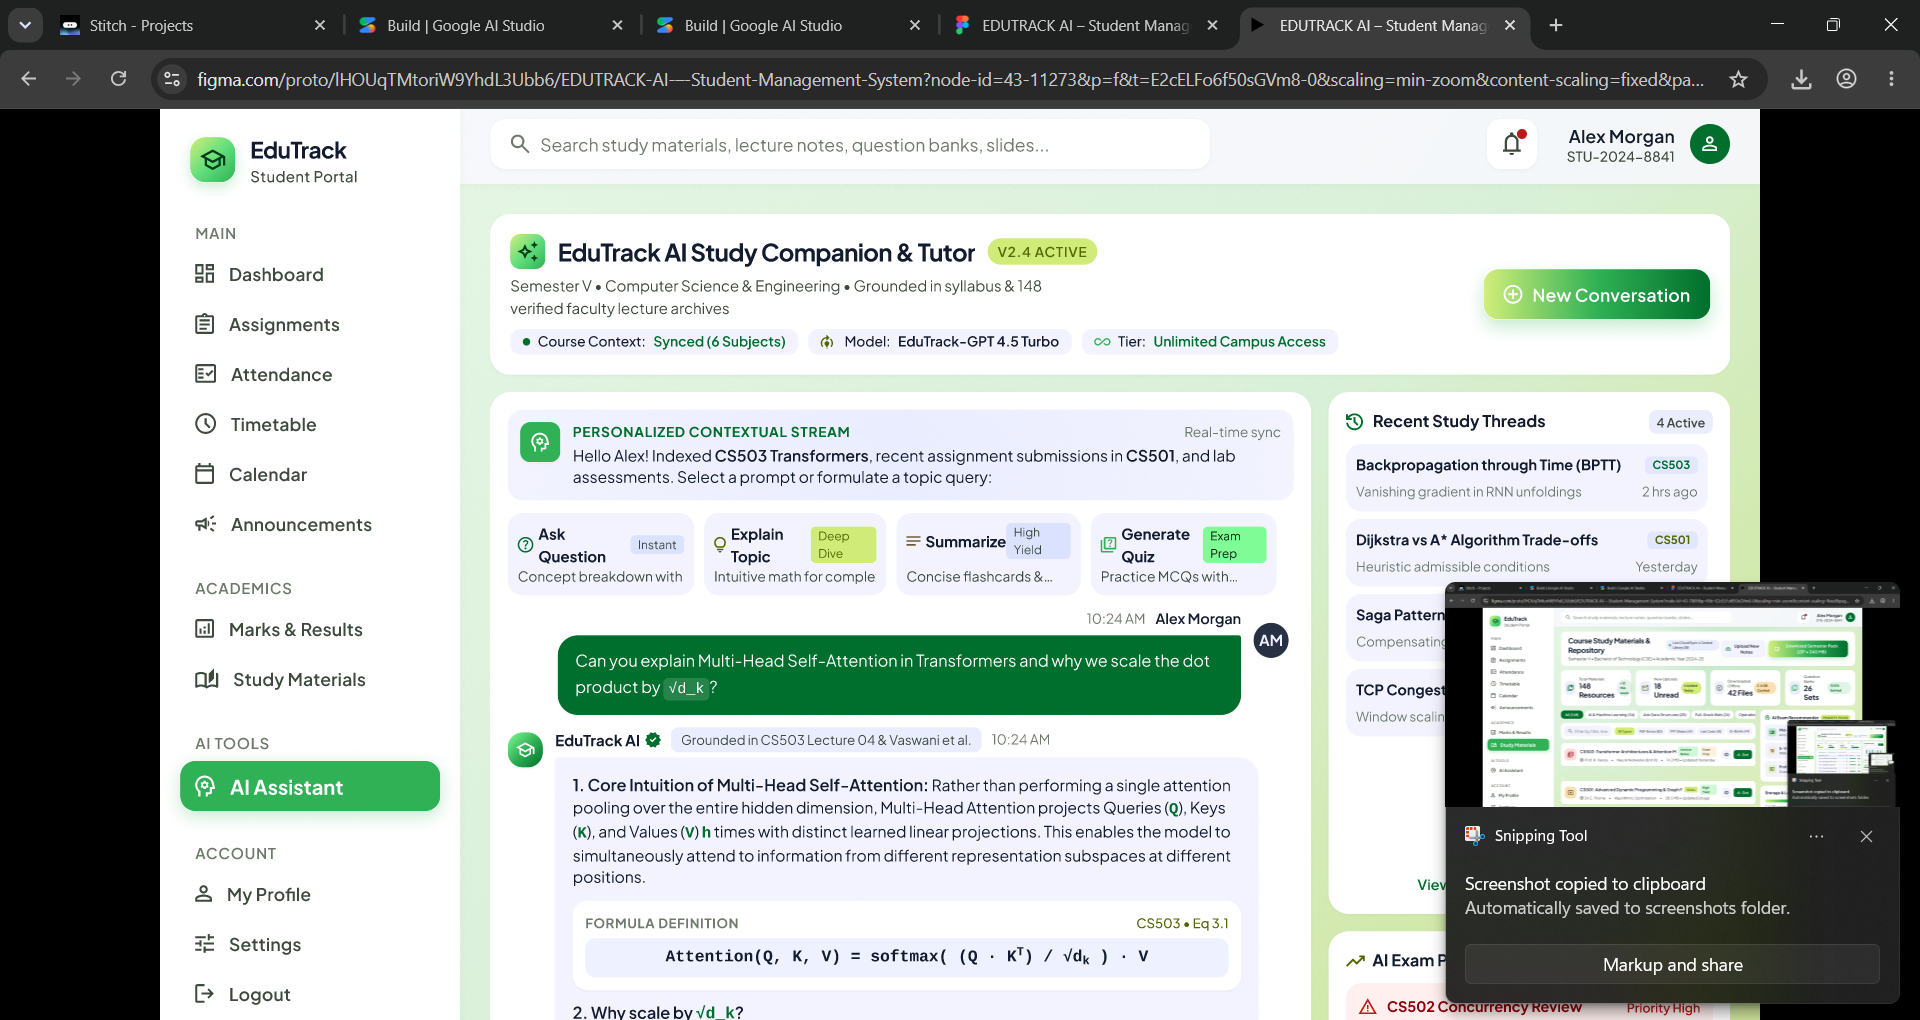 Stitch - Projects
Build | Google AI Studio
Build | Google AI Studio
EDUTRACK AI – Student Manag
EDUTRACK AI – Student Manag
figma.com/proto/lHOUqTMtoriW9YhdL3Ubb6/EDUTRACK-AI-–-Student-Management-System?node-id=43-11273&p=f&t=E2cELFo6f50sGVm8-0&scaling=min-zoom&content-scaling=fixed&pa...
EduTrack
Student Portal
MAIN
Dashboard
Assignments
Attendance
Timetable
Calendar
Announcements
ACADEMICS
Marks & Results
Study Materials
AI TOOLS
AI Assistant
ACCOUNT
My Profile
Settings
Logout
Search study materials, lecture notes, question banks, slides...
Alex Morgan
STU-2024-8841
EduTrack AI Study Companion & Tutor
V2.4 ACTIVE
Semester V • Computer Science & Engineering • Grounded in syllabus & 148
verified faculty lecture archives
Course Context: Synced (6 Subjects)
Model: EduTrack-GPT 4.5 Turbo
Tier: Unlimited Campus Access
New Conversation
PERSONALIZED CONTEXTUAL STREAM
Real-time sync
Hello Alex! Indexed CS503 Transformers, recent assignment submissions in CS501, and lab
assessments. Select a prompt or formulate a topic query:
Ask
Question
Instant
Concept breakdown with
Explain
Topic
Deep
Dive
Intuitive math for comple
Summarize
High
Yield
Concise flashcards &...
Generate
Quiz
Exam
Prep
Practice MCQs with...
10:24 AM Alex Morgan
AM
Can you explain Multi-Head Self-Attention in Transformers and why we scale the dot
product by √d_k ?
EduTrack AI
Grounded in CS503 Lecture 04 & Vaswani et al.
10:24 AM
1. Core Intuition of Multi-Head Self-Attention: Rather than performing a single attention
pooling over the entire hidden dimension, Multi-Head Attention projects Queries (Q), Keys
(K), and Values (V) h times with distinct learned linear projections. This enables the model to
simultaneously attend to information from different representation subspaces at different
positions.
FORMULA DEFINITION
CS503 • Eq 3.1
Attention(Q, K, V) = softmax( (Q · Kᵀ) / √dₖ ) · V
2. Why scale by √d_k?
Recent Study Threads
4 Active
Backpropagation through Time (BPTT)
CS503
Vanishing gradient in RNN unfoldings
2 hrs ago
Dijkstra vs A* Algorithm Trade-offs
CS501
Heuristic admissible conditions
Yesterday
Saga Pattern
Compensating
TCP Congest
Window scalin
View
AI Exam P
CS502 Concurrency Review
Priority High
EduTrack
Course Study Materials &
Repository
148
Resources
18
Unread
42 Files
26
Sets
Snipping Tool
Screenshot copied to clipboard
Automatically saved to screenshots folder.
Markup and share